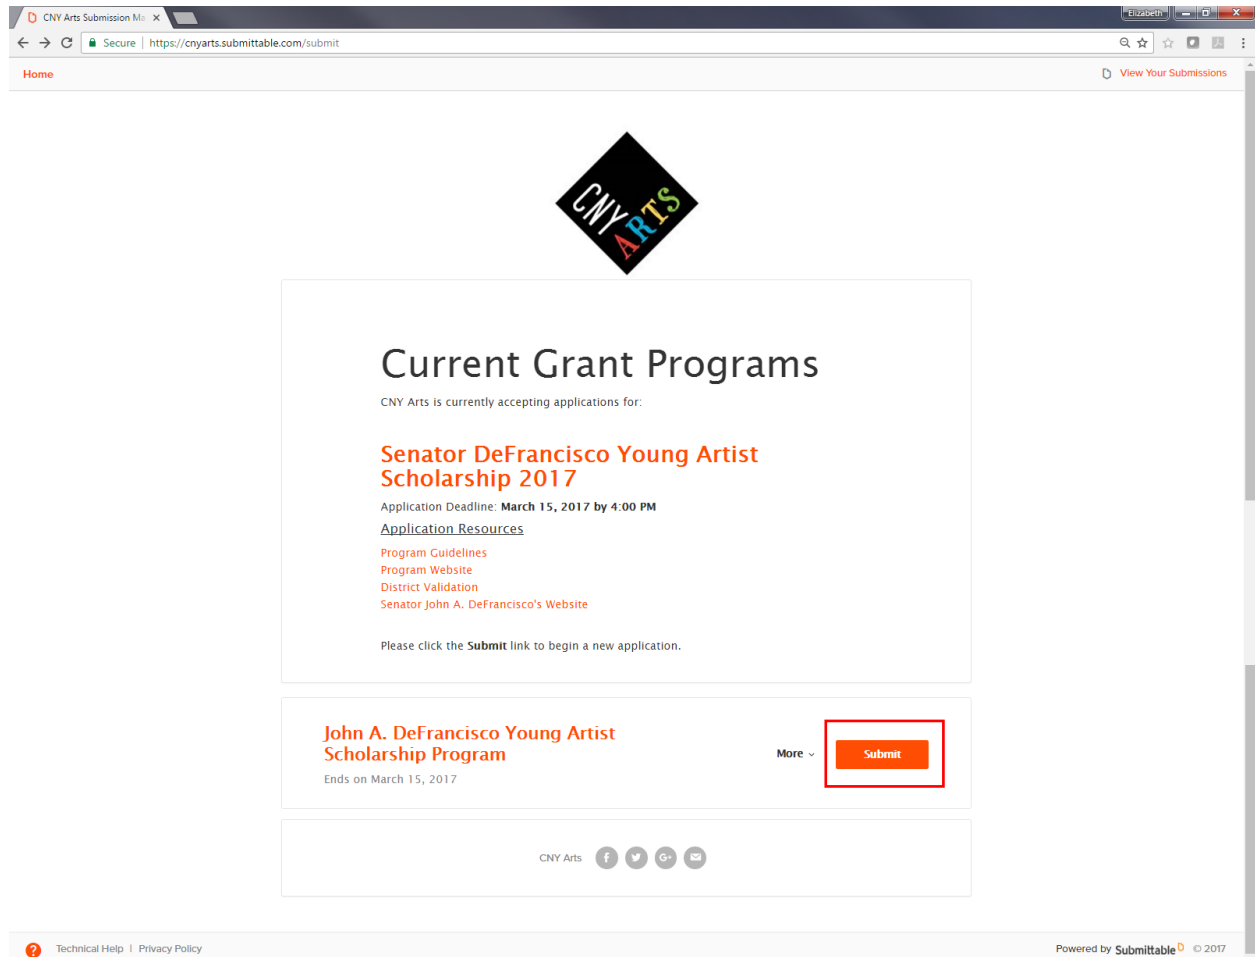 CNY Arts Submission Ma
Elizabeth
Secure | https://cnyarts.submittable.com/submit
Home
View Your Submissions
CNY
ARTS
Current Grant Programs
CNY Arts is currently accepting applications for:
Senator DeFrancisco Young Artist
Scholarship 2017
Application Deadline: March 15, 2017 by 4:00 PM
Application Resources
Program Guidelines
Program Website
District Validation
Senator John A. DeFrancisco's Website
Please click the Submit link to begin a new application.
John A. DeFrancisco Young Artist
Scholarship Program
Ends on March 15, 2017
More
Submit
CNY Arts
f
G+
?
Technical Help | Privacy Policy
Powered by Submittable © 2017